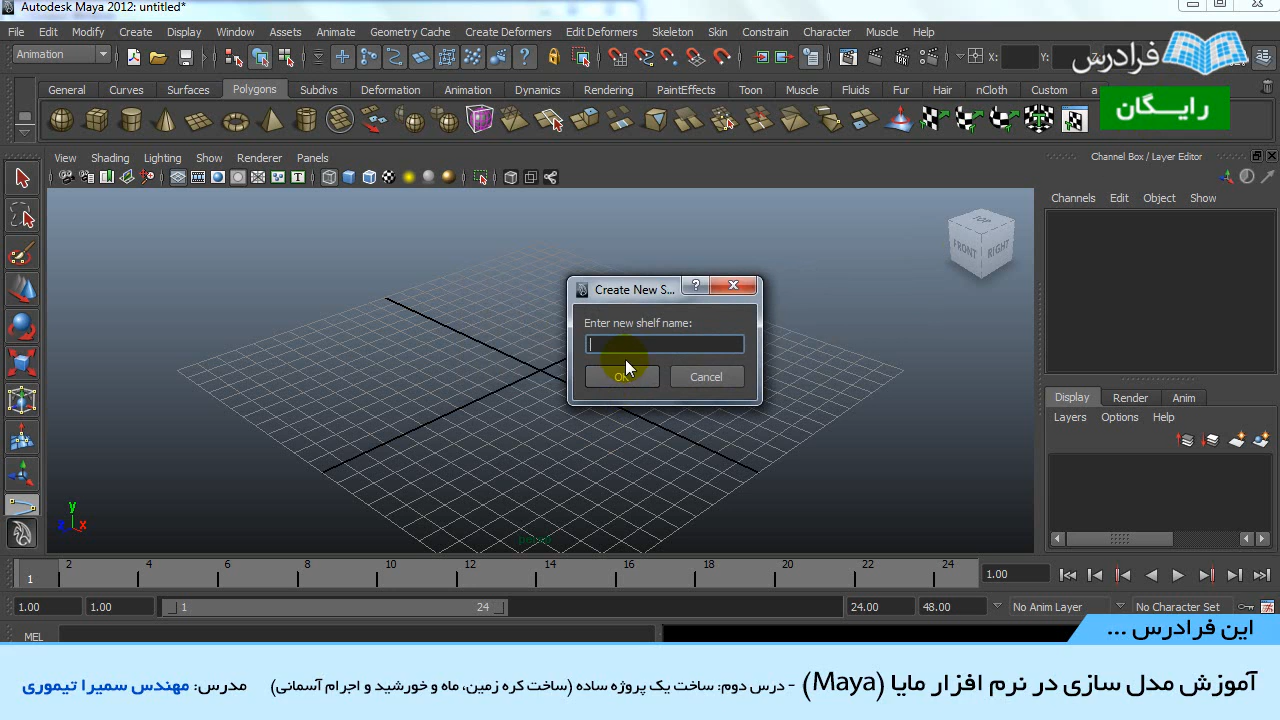 Autodesk Maya 2012: untitled*
File Edit Modify Create Display Window Assets Animate Geometry Cache Create Deformers Edit Deformers Skeleton Skin Constrain Character Muscle Help
Animation X: Y:
فرادرس
General Curves Surfaces Polygons Subdivs Deformation Animation Dynamics Rendering PaintEffects Toon Muscle Fluids Fur Hair nCloth Custom a
رایگان
View Shading Lighting Show Renderer Panels
Channel Box / Layer Editor
Channels Edit Object Show
TOP
FRONT RIGHT
Create New S...
Enter new shelf name:
OK Cancel
Display Render Anim
Layers Options Help
y
z x
persp
2 4 6 8 10 12 14 16 18 20 22 24
1 1.00
1.00 1.00 1 24 24.00 48.00 No Anim Layer No Character Set
MEL
این فرادرس ...
آموزش مدل سازی در نرم افزار مایا (Maya) - درس دوم: ساخت یک پروژه ساده (ساخت کره زمین، ماه و خورشید و اجرام آسمانی) مدرس: مهندس سمیرا تیموری